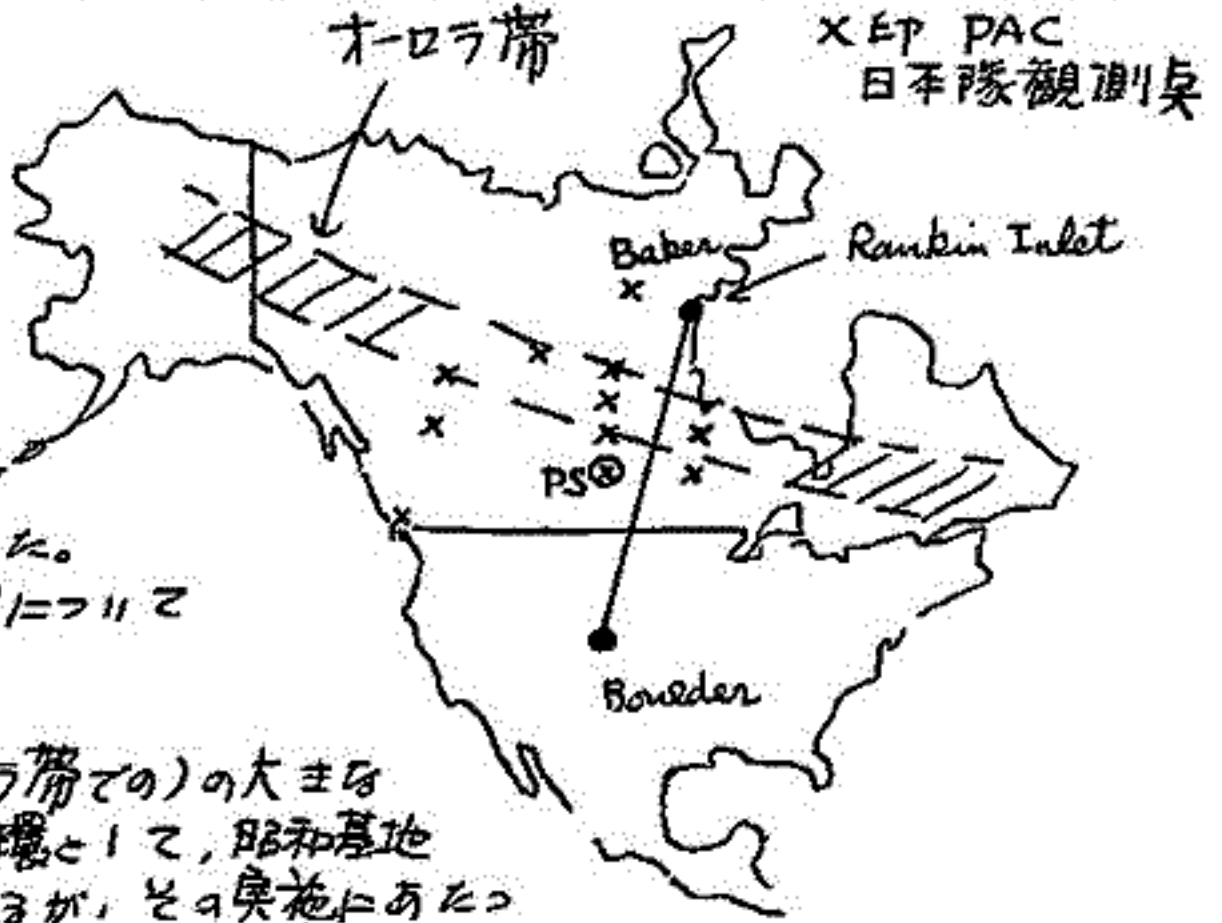 オーロラ帯
×印 PAC
日本隊観測点
Baker
Rankin Inlet
PS
た。
について
Boulder
ラ帯での)の大きな
環として,昭和基地
るが,その実施にあたっ